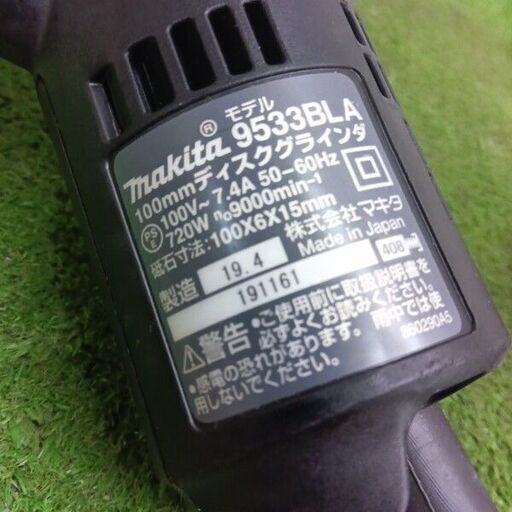 makita® モデル 9533BLA
100mmディスクグラインダ
100V~ 7.4A 50-60Hz
PSE 720W n₀9000min⁻¹
砥石寸法:100X6X15mm
株式会社マキタ
Made in Japan
製造 19.4 408
191161
⚠警告 ・ご使用前に取扱説明書を
必ずよくお読みください。
・感電の恐れがあります。雨中では使
用しないでください。
860290A5